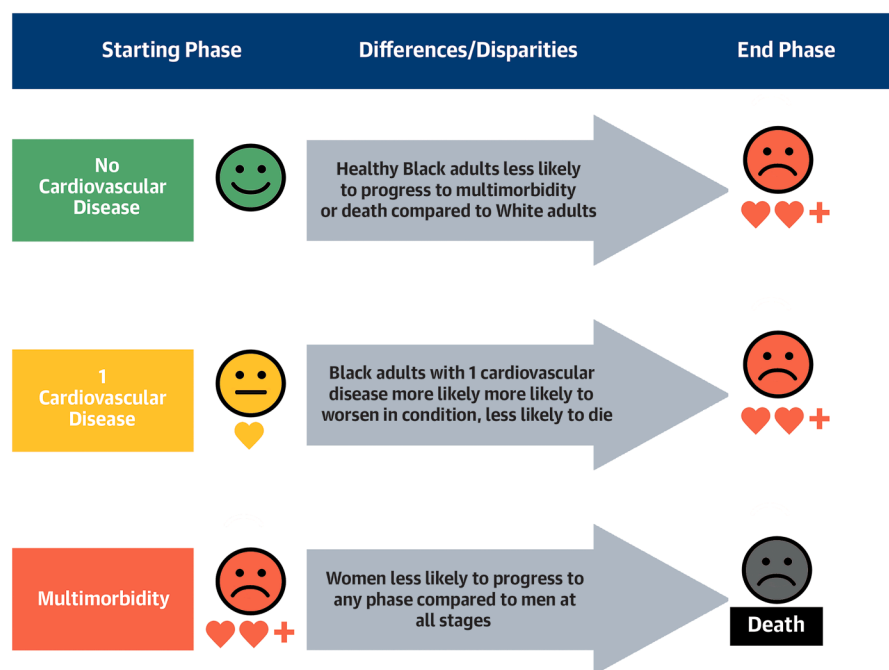 Starting Phase
Differences/Disparities
End Phase
No
Cardiovascular
Disease
Healthy Black adults less likely
to progress to multimorbidity
or death compared to White adults
1
Cardiovascular
Disease
Black adults with 1 cardiovascular
disease more likely more likely to
worsen in condition, less likely to die
Multimorbidity
Women less likely to progress to
any phase compared to men at
all stages
Death